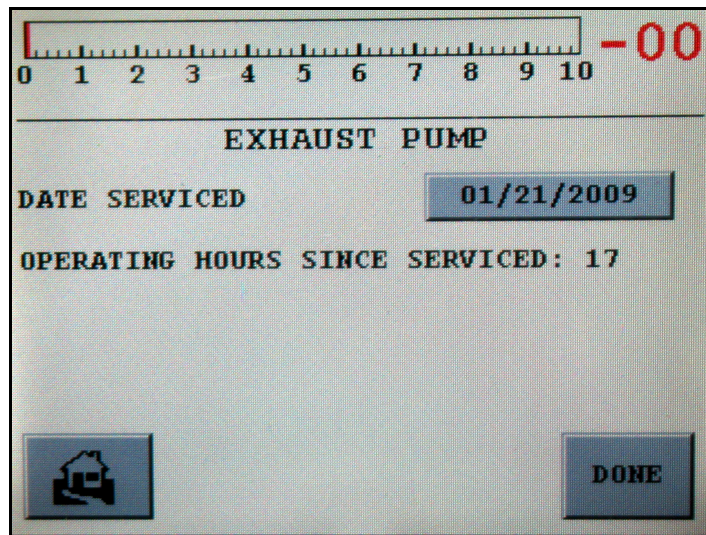 -00
0 1 2 3 4 5 6 7 8 9 10
EXHAUST PUMP
DATE SERVICED 01/21/2009
OPERATING HOURS SINCE SERVICED: 17
DONE